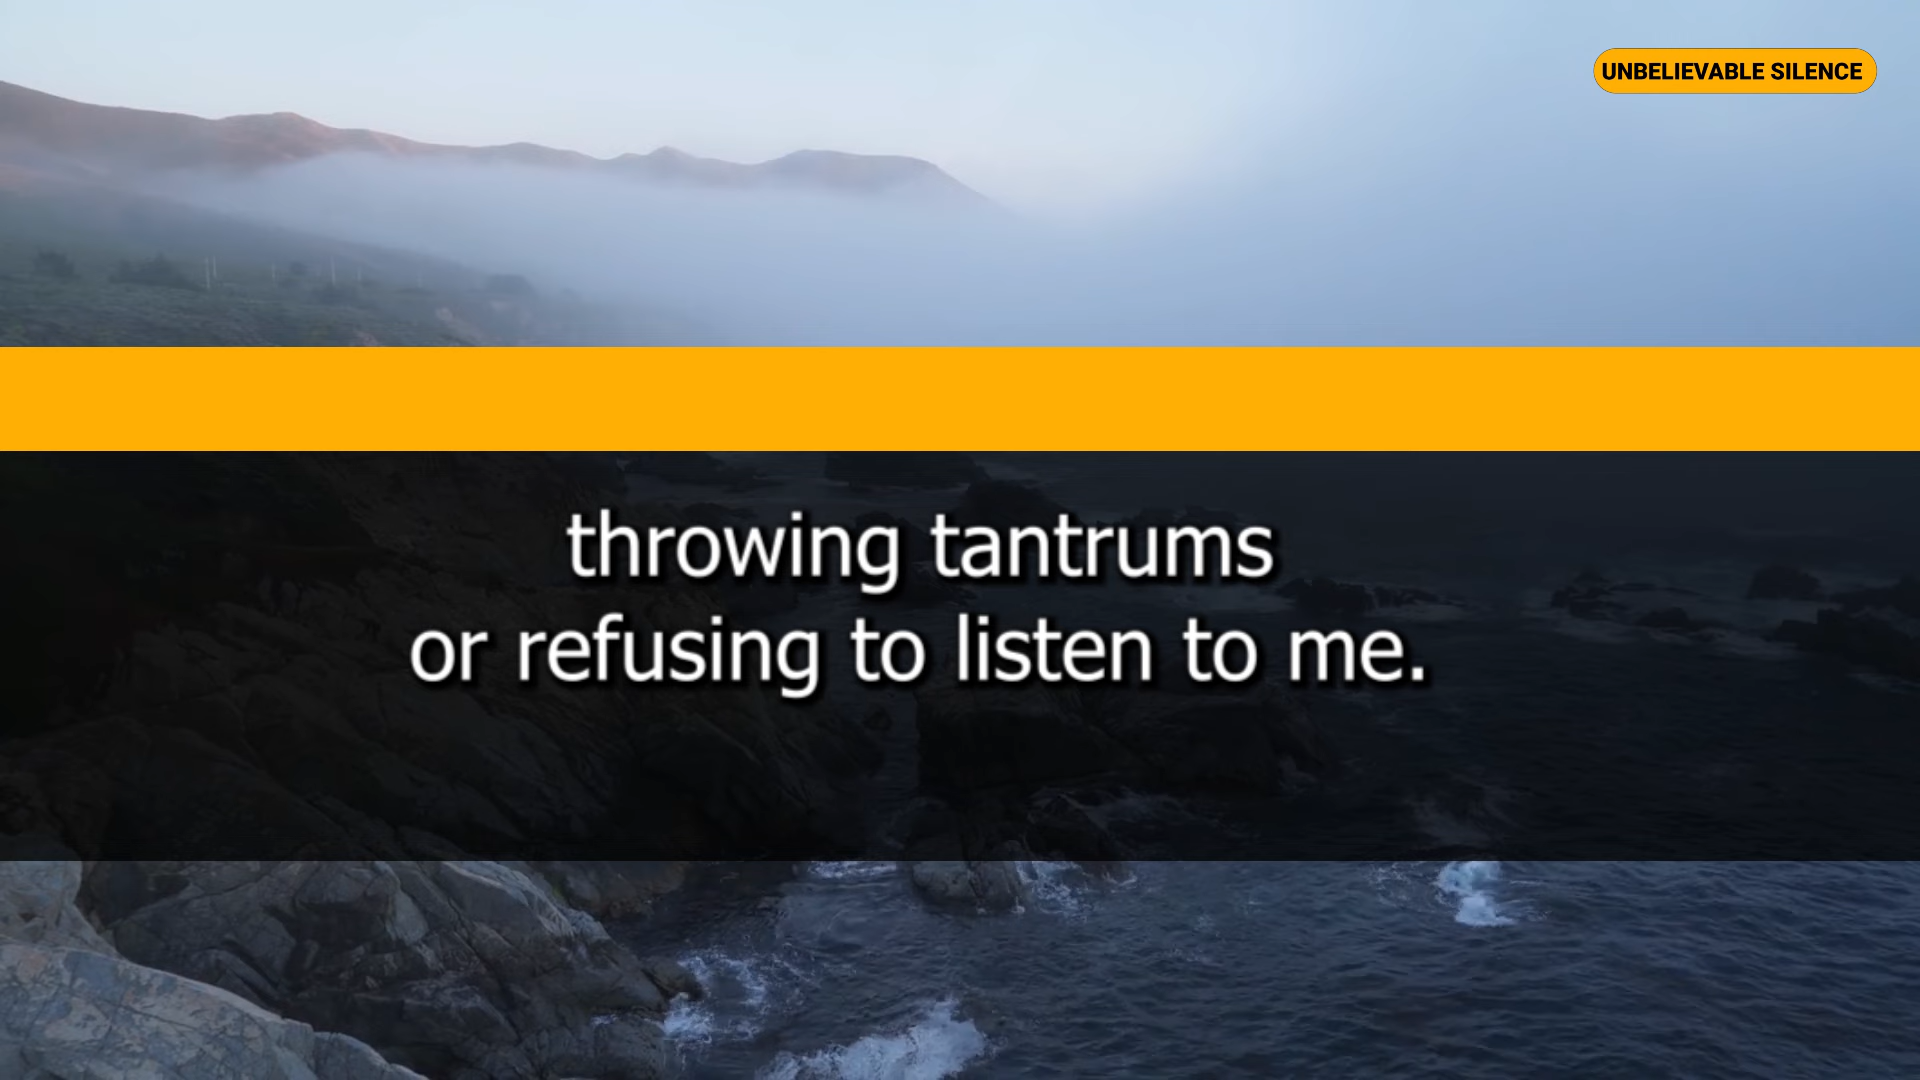 UNBELIEVABLE SILENCE
throwing tantrums
or refusing to listen to me.